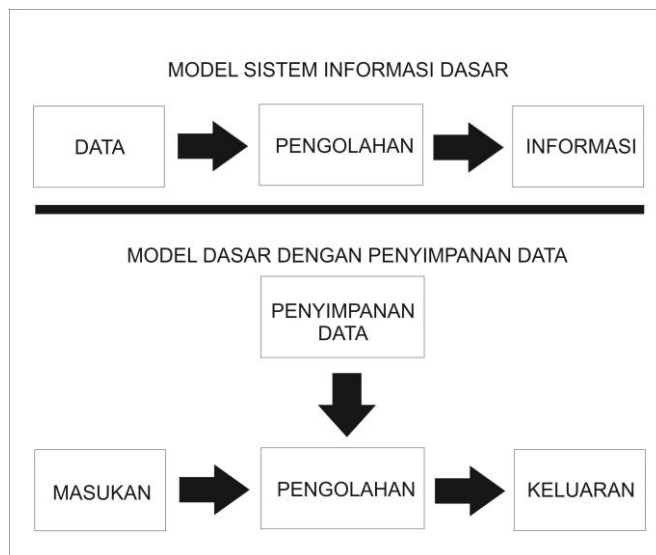 MODEL SISTEM INFORMASI DASAR
DATA
PENGOLAHAN
INFORMASI
MODEL DASAR DENGAN PENYIMPANAN DATA
PENYIMPANAN
DATA
MASUKAN
PENGOLAHAN
KELUARAN